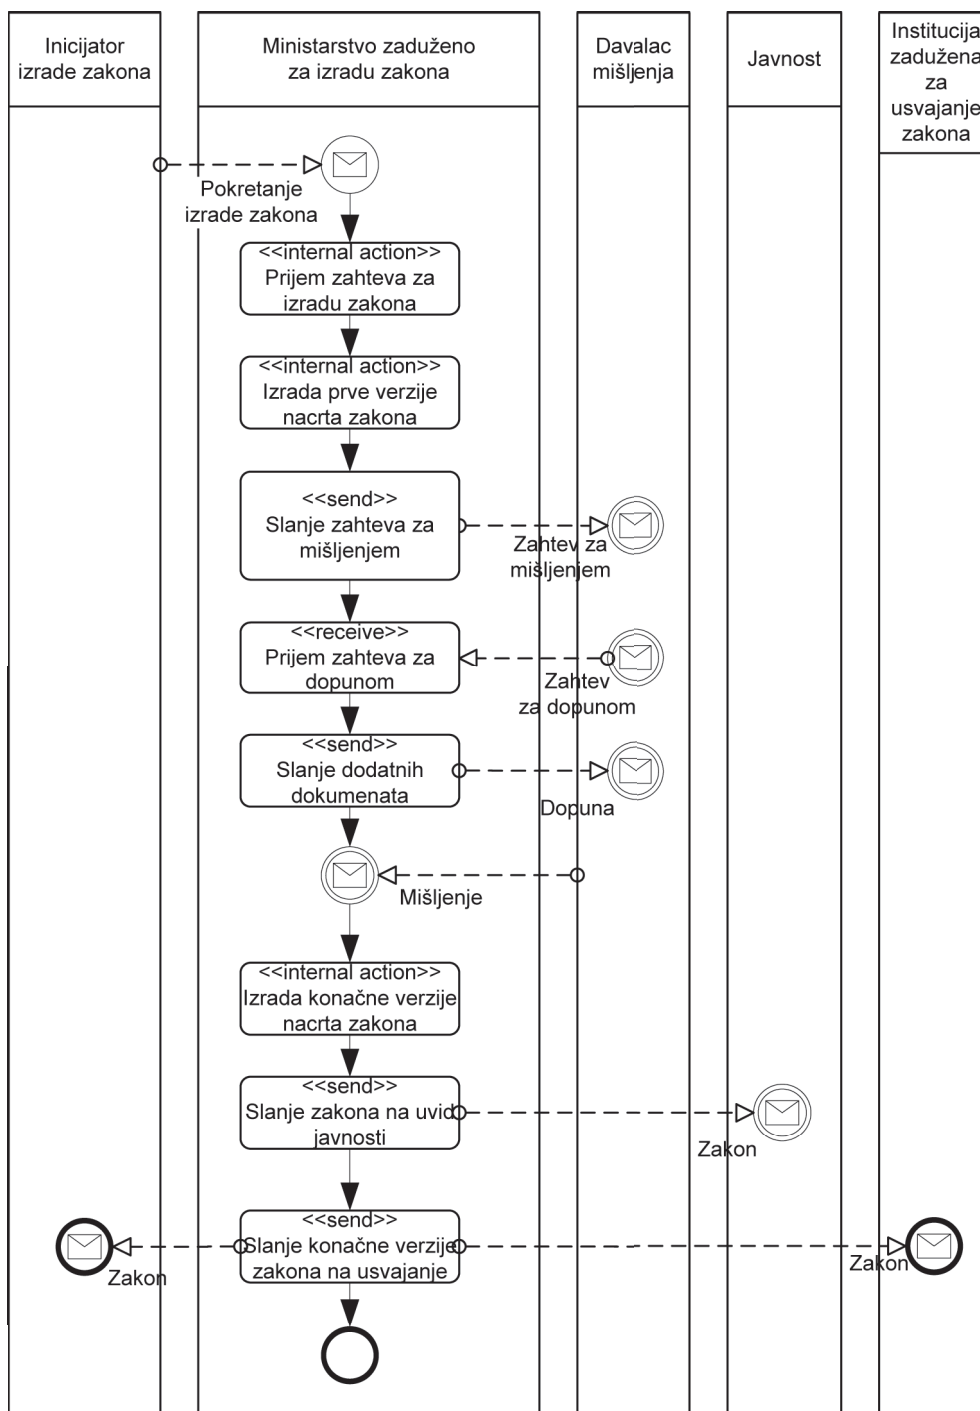 Inicijator
izrade zakona
Ministarstvo zaduženo
za izradu zakona
Davalac
mišljenja
Javnost
Institucija
zadužena
za
usvajanje
zakona
Pokretanje
izrade zakona
<<internal action>>
Prijem zahteva za
izradu zakona
<<internal action>>
Izrada prve verzije
nacrta zakona
<<send>>
Slanje zahteva za
mišljenjem
Zahtev za
mišljenjem
<<receive>>
Prijem zahteva za
dopunom
Zahtev
za dopunom
<<send>>
Slanje dodatnih
dokumenata
Dopuna
Mišljenje
<<internal action>>
Izrada konačne verzije
nacrta zakona
<<send>>
Slanje zakona na uvid
javnosti
Zakon
<<send>>
Slanje konačne verzije
zakona na usvajanje
Zakon
Zakon